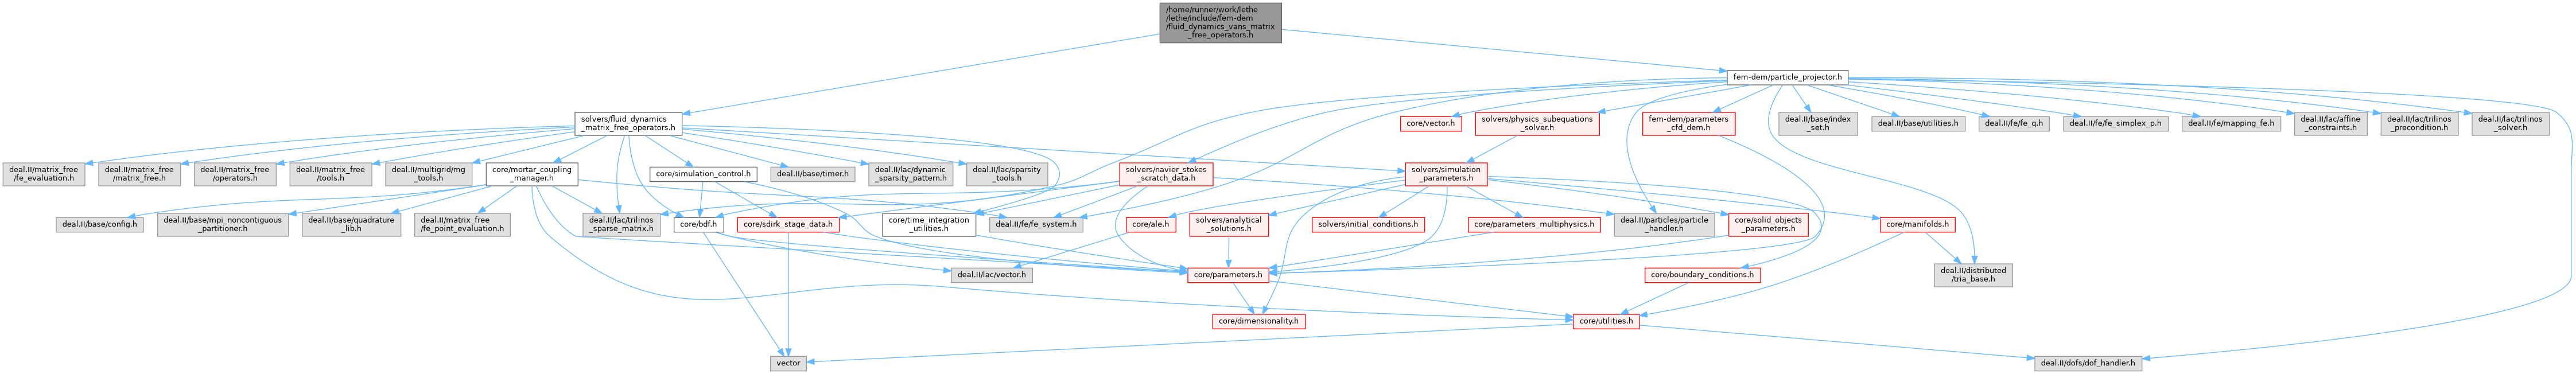 /home/runner/work/lethe
/lethe/include/fem-dem
/fluid_dynamics_vans_matrix
_free_operators.h
fem-dem/particle_projector.h
solvers/fluid_dynamics
_matrix_free_operators.h
core/vector.h
solvers/physics_subequations
_solver.h
fem-dem/parameters
_cfd_dem.h
deal.II/base/index
_set.h
deal.II/base/utilities.h
deal.II/fe/fe_q.h
deal.II/fe/fe_simplex_p.h
deal.II/fe/mapping_fe.h
deal.II/lac/affine
_constraints.h
deal.II/lac/trilinos
_precondition.h
deal.II/lac/trilinos
_solver.h
deal.II/matrix_free
/fe_evaluation.h
deal.II/matrix_free
/matrix_free.h
deal.II/matrix_free
/operators.h
deal.II/matrix_free
/tools.h
deal.II/multigrid/mg
_tools.h
core/mortar_coupling
_manager.h
core/simulation_control.h
deal.II/base/timer.h
deal.II/lac/dynamic
_sparsity_pattern.h
deal.II/lac/sparsity
_tools.h
solvers/navier_stokes
_scratch_data.h
solvers/simulation
_parameters.h
deal.II/base/config.h
deal.II/base/mpi_noncontiguous
_partitioner.h
deal.II/base/quadrature
_lib.h
deal.II/matrix_free
/fe_point_evaluation.h
deal.II/lac/trilinos
_sparse_matrix.h
core/bdf.h
core/sdirk_stage_data.h
core/time_integration
_utilities.h
deal.II/fe/fe_system.h
core/ale.h
solvers/analytical
_solutions.h
solvers/initial_conditions.h
core/parameters_multiphysics.h
deal.II/particles/particle
_handler.h
core/solid_objects
_parameters.h
core/manifolds.h
deal.II/lac/vector.h
core/parameters.h
core/boundary_conditions.h
deal.II/distributed
/tria_base.h
core/dimensionality.h
core/utilities.h
vector
deal.II/dofs/dof_handler.h